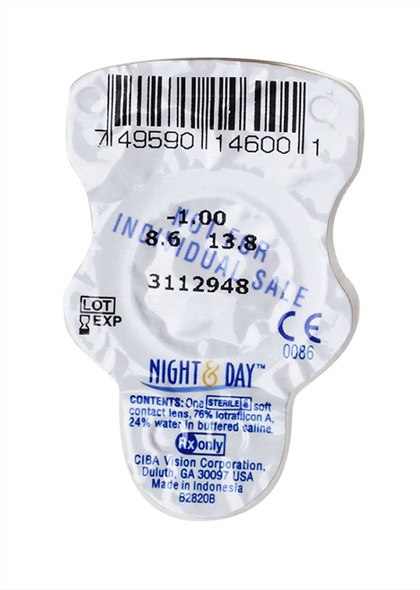 7 49590 14600 1
-1.00
8.6 13.8
NOT FOR
INDIVIDUAL SALE
3112948
LOT
EXP
CE
0086
NIGHT & DAY™
CONTENTS: One STERILE soft
contact lens, 76% lotrafilcon A,
24% water in buffered saline.
Rx only
CIBA Vision Corporation,
Duluth, GA 30097 USA
Made in Indonesia
82820B